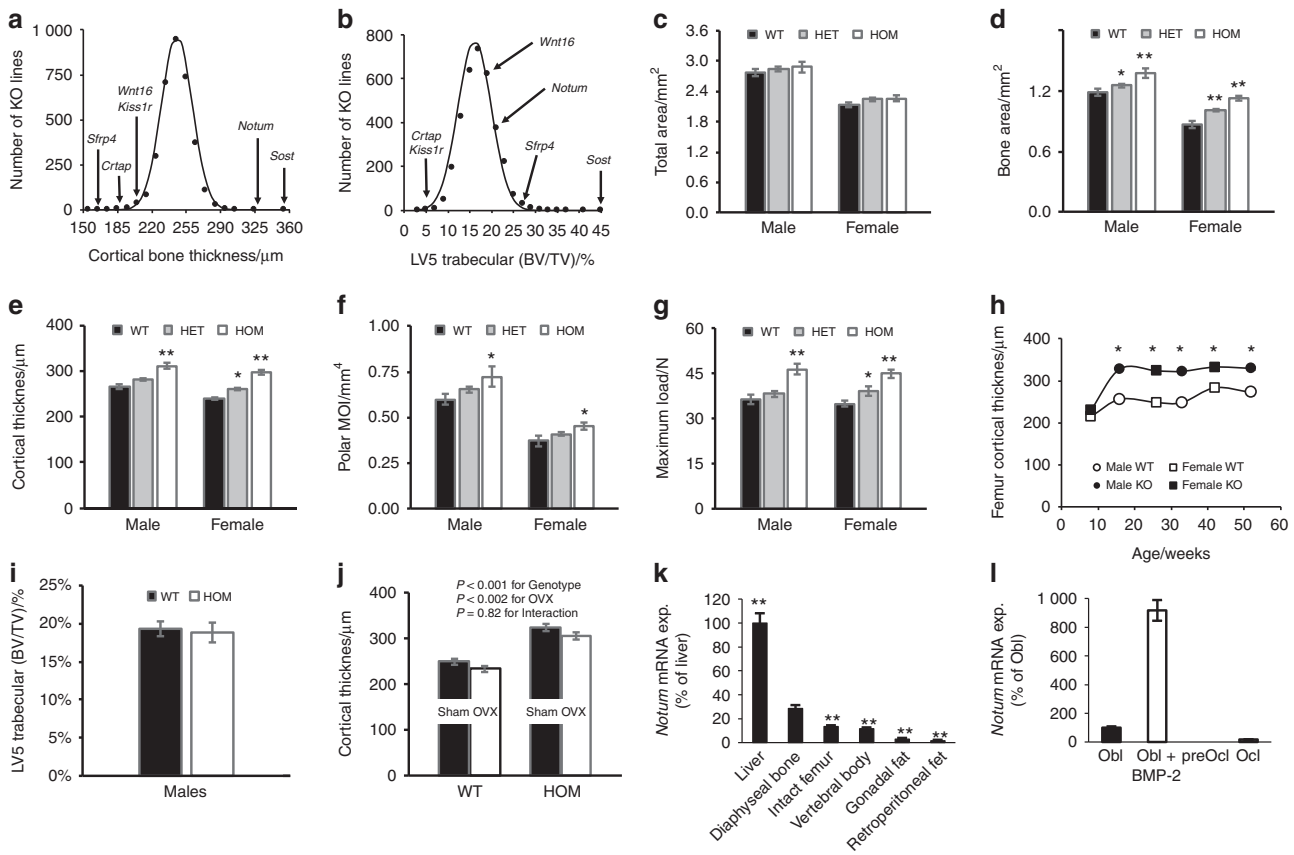 a
1 000
750
500
250
0
Number of KO lines
Wnt16
Kiss1r
Sfrp4
Crtap
Notum
Sost
150 185 220 255 290 325 360
Cortical bone thickness/μm
b
800
600
400
200
0
Number of KO lines
Wnt16
Notum
Crtap
Kiss1r
Sfrp4
Sost
0 5 10 15 20 25 30 35 40 45
LV5 trabecular (BV/TV)/%
c
WT HET HOM
3.6
3.0
2.4
1.8
1.2
0.6
0.0
Total area/mm²
Male Female
d
WT HET HOM
1.2
0.6
0.0
Bone area/mm²
* ** ** **
Male Female
e
WT HET HOM
400
300
200
100
0
Cortical thicknes/μm
** * **
Male Female
f
WT HET HOM
1.00
0.75
0.50
0.25
0.00
Polar MOI/mm⁴
* *
Male Female
g
WT HET HOM
60
45
30
15
0
Maximum load/N
** * **
Male Female
h
400
300
200
100
0
Femur cortical thicknes/μm
* * * * *
Male WT Female WT
Male KO Female KO
0 10 20 30 40 50 60
Age/weeks
i
WT HOM
25%
20%
15%
10%
5%
0%
LV5 trabecular (BV/TV)/%
Males
j
P < 0.001 for Genotype
P < 0.002 for OVX
P = 0.82 for Interaction
400
300
200
100
0
Cortical thicknes/μm
Sham OVX Sham OVX
WT HOM
k
120
100
80
60
40
20
0
Notum mRNA exp.
(% of liver)
** ** ** ** **
Liver
Diaphyseal bone
Intact femur
Vertebral body
Gonadal fat
Retroperitoneal fet
l
1 000
800
600
400
200
0
Notum mRNA exp.
(% of Obl)
Obl Obl + preOcl Ocl
BMP-2